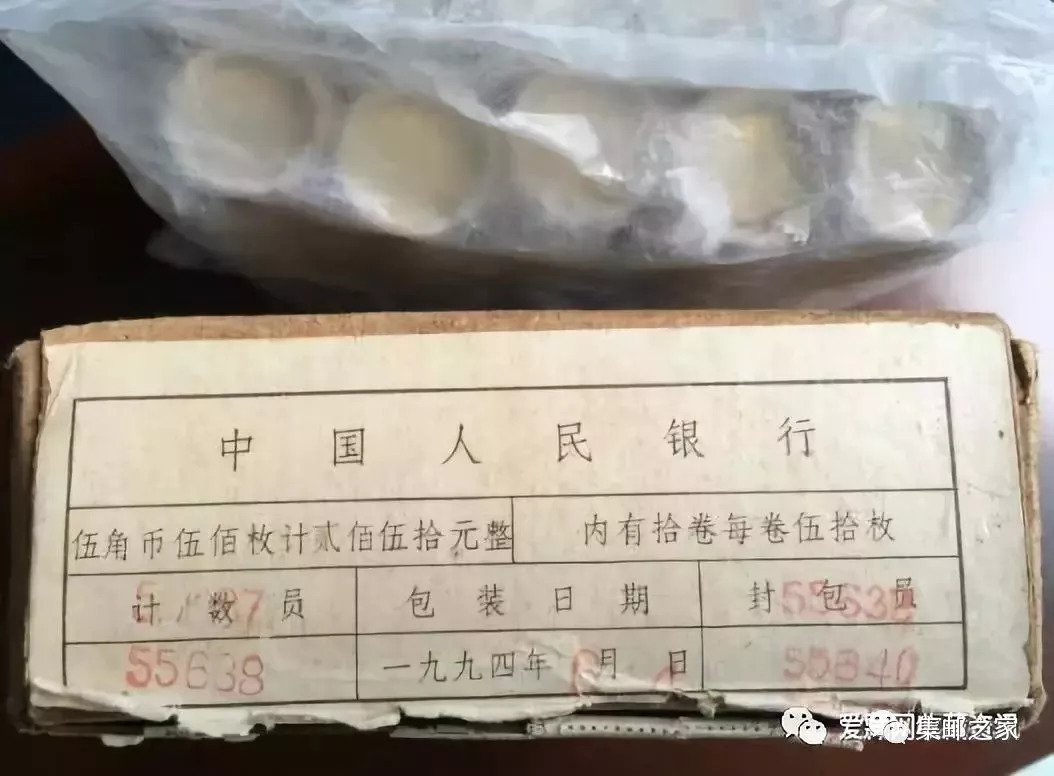 中国人民银行
伍角币伍佰枚计贰佰伍拾元整 内有拾卷每卷伍拾枚
计数员 包装日期 封包员
55638 一九九四年 月 日 55640